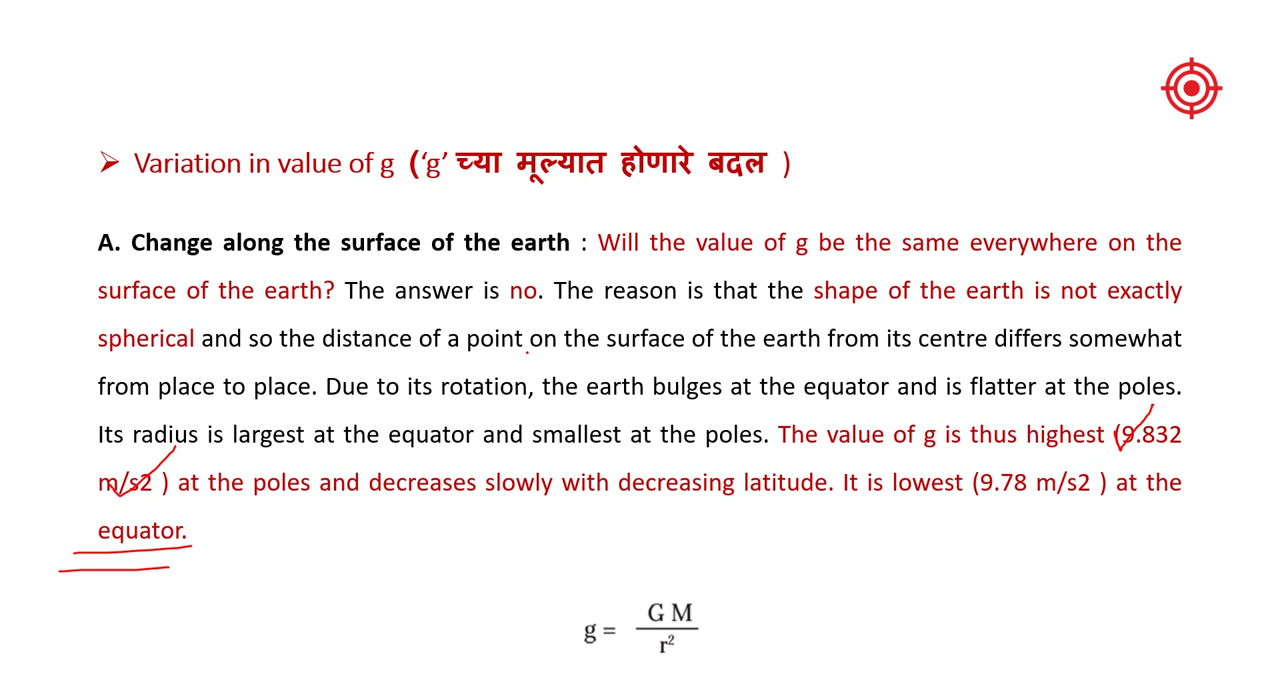 ➢ Variation in value of g (‘g’ च्या मूल्यात होणारे बदल )
A. Change along the surface of the earth : Will the value of g be the same everywhere on the
surface of the earth? The answer is no. The reason is that the shape of the earth is not exactly
spherical and so the distance of a point on the surface of the earth from its centre differs somewhat
from place to place. Due to its rotation, the earth bulges at the equator and is flatter at the poles.
Its radius is largest at the equator and smallest at the poles. The value of g is thus highest (9.832
m/s2 ) at the poles and decreases slowly with decreasing latitude. It is lowest (9.78 m/s2 ) at the
equator.
g = G M / r²